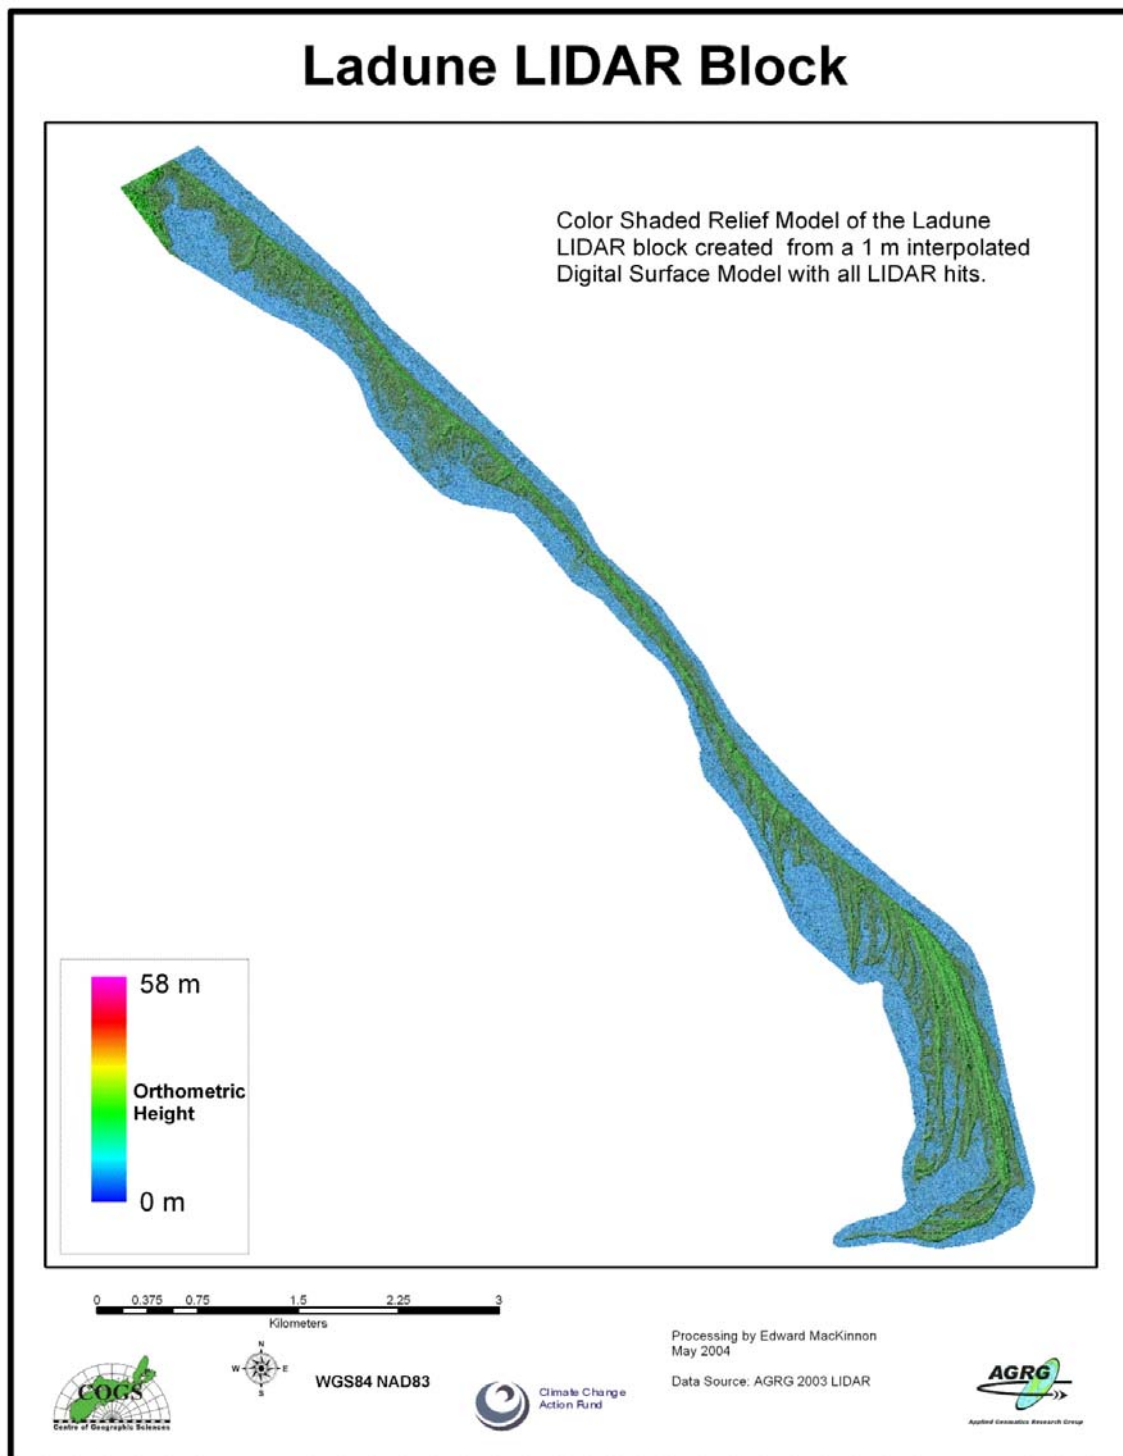 Ladune LIDAR Block
Color Shaded Relief Model of the Ladune
LIDAR block created from a 1 m interpolated
Digital Surface Model with all LIDAR hits.
58 m
Orthometric
Height
0 m
0 0.375 0.75 1.5 2.25 3
Kilometers
N
W E
S
WGS84 NAD83
COGS
Centre of Geographic Sciences
Climate Change
Action Fund
Processing by Edward MacKinnon
May 2004
Data Source: AGRG 2003 LIDAR
AGRG
Applied Geomatics Research Group